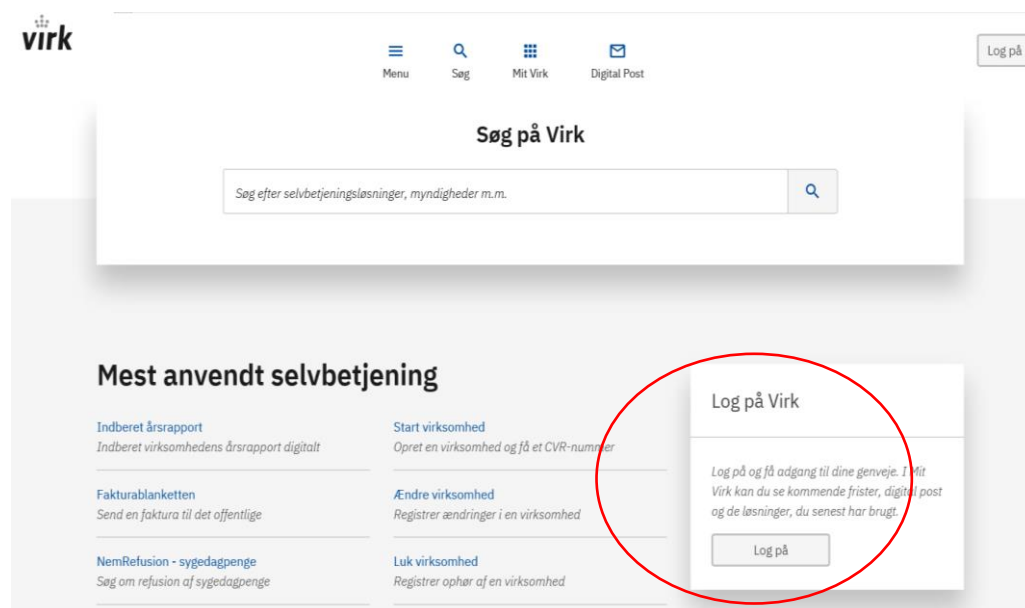 virk
Menu
Søg
Mit Virk
Digital Post
Log på
Søg på Virk
Søg efter selvbetjeningsløsninger, myndigheder m.m.
Mest anvendt selvbetjening
Indberet årsrapport
Indberet virksomhedens årsrapport digitalt
Start virksomhed
Opret en virksomhed og få et CVR-nummer
Fakturablanketten
Send en faktura til det offentlige
Ændre virksomhed
Registrer ændringer i en virksomhed
NemRefusion - sygedagpenge
Søg om refusion af sygedagpenge
Luk virksomhed
Registrer ophør af en virksomhed
Log på Virk
Log på og få adgang til dine genveje. I Mit
Virk kan du se kommende frister, digital post
og de løsninger, du senest har brugt.
Log på